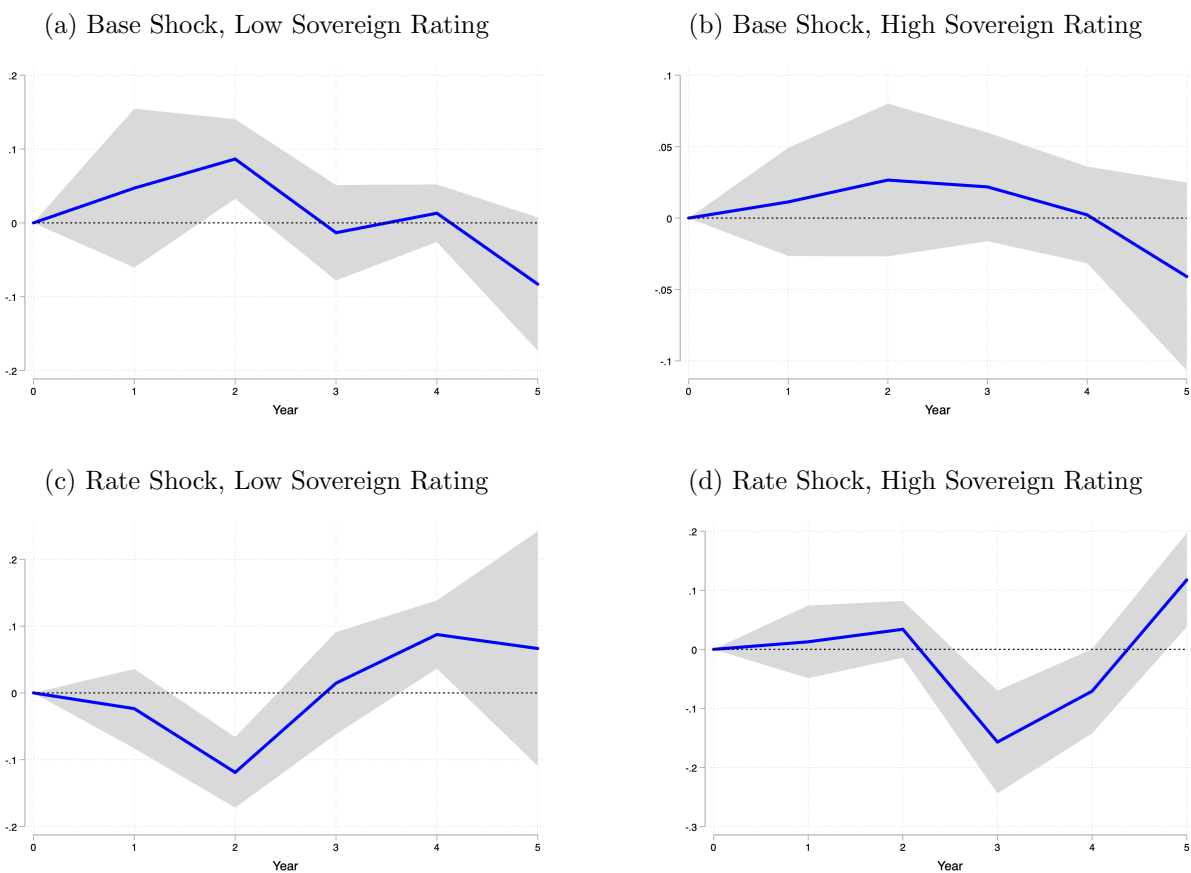 (a) Base Shock, Low Sovereign Rating
.2
.1
0
-.1
-.2
0 1 2 3 4 5
Year
(b) Base Shock, High Sovereign Rating
.1
.05
0
-.05
-.1
0 1 2 3 4 5
Year
(c) Rate Shock, Low Sovereign Rating
.2
.1
0
-.1
-.2
0 1 2 3 4 5
Year
(d) Rate Shock, High Sovereign Rating
.2
.1
0
-.1
-.2
-.3
0 1 2 3 4 5
Year